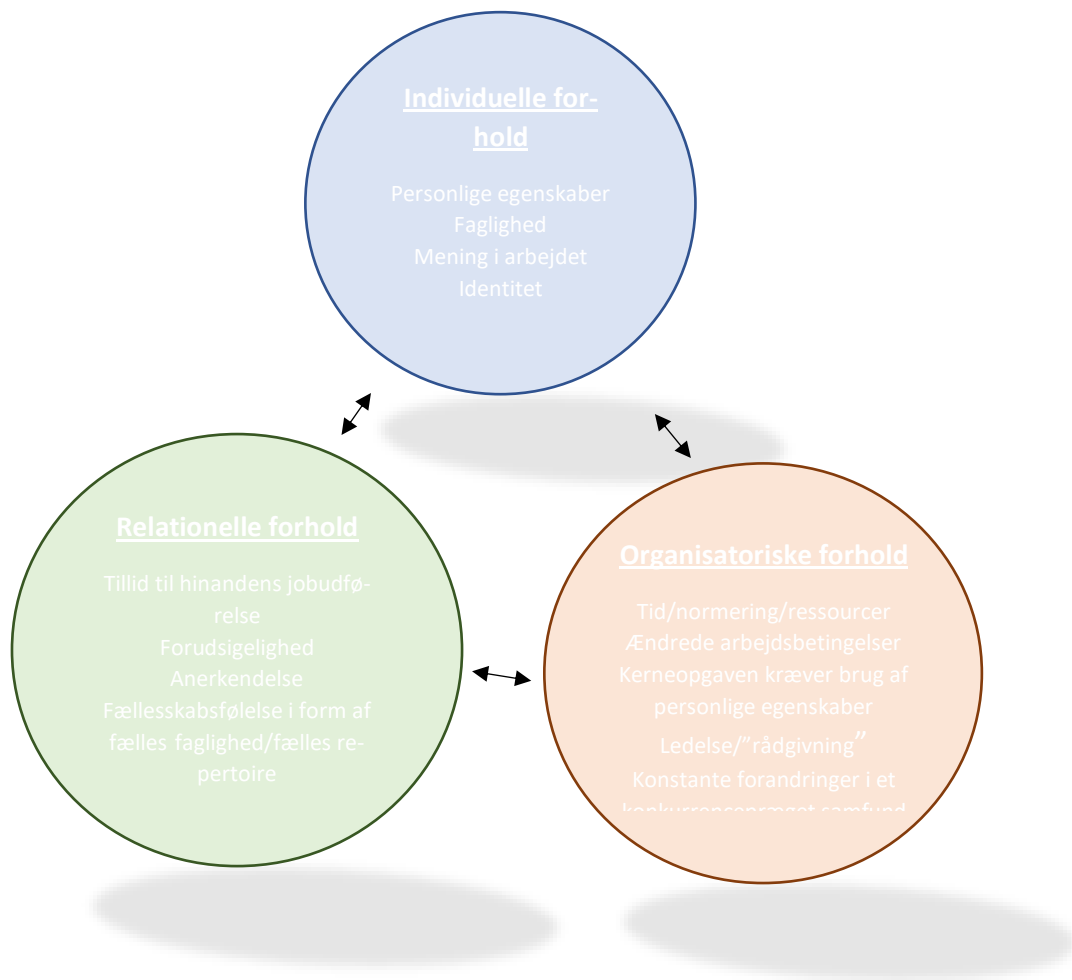 Individuelle for-
hold
Personlige egenskaber
Faglighed
Mening i arbejdet
Identitet
Relationelle forhold
Tillid til hinandens jobudfø-
relse
Forudsigelighed
Anerkendelse
Fællesskabsfølelse i form af
fælles faglighed/fælles re-
pertoire
Organisatoriske forhold
Tid/normering/ressourcer
Ændrede arbejdsbetingelser
Kerneopgaven kræver brug af
personlige egenskaber
Ledelse/”rådgivning”
Konstante forandringer i et
konkurrencepræget samfund